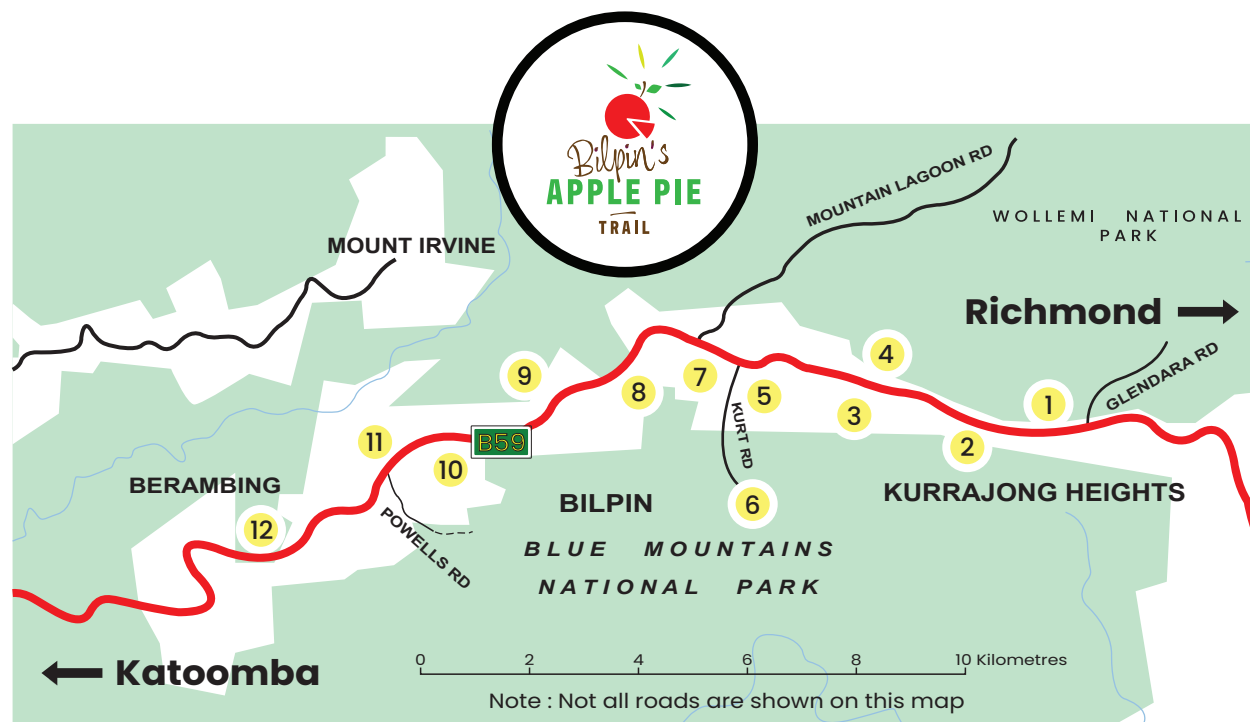 Bilpin's
APPLE PIE
TRAIL
MOUNTAIN LAGOON RD
WOLLEMI NATIONAL
PARK
MOUNT IRVINE
Richmond
GLENDARA RD
4
9
7
5
8
1
3
KURT RD
2
11
B59
10
BERAMBING
KURRAJONG HEIGHTS
BILPIN
6
12
POWELLS RD
BLUE MOUNTAINS
NATIONAL PARK
Katoomba
0 2 4 6 8 10 Kilometres
Note : Not all roads are shown on this map